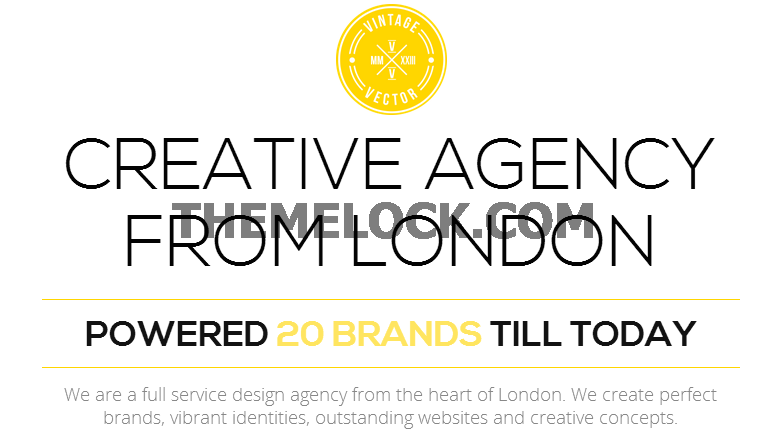 VINTAGE
V
MM XXIII
V
VECTOR
CREATIVE AGENCY
THEMELOCK.COM
FROM LONDON
POWERED 20 BRANDS TILL TODAY
We are a full service design agency from the heart of London. We create perfect
brands, vibrant identities, outstanding websites and creative concepts.